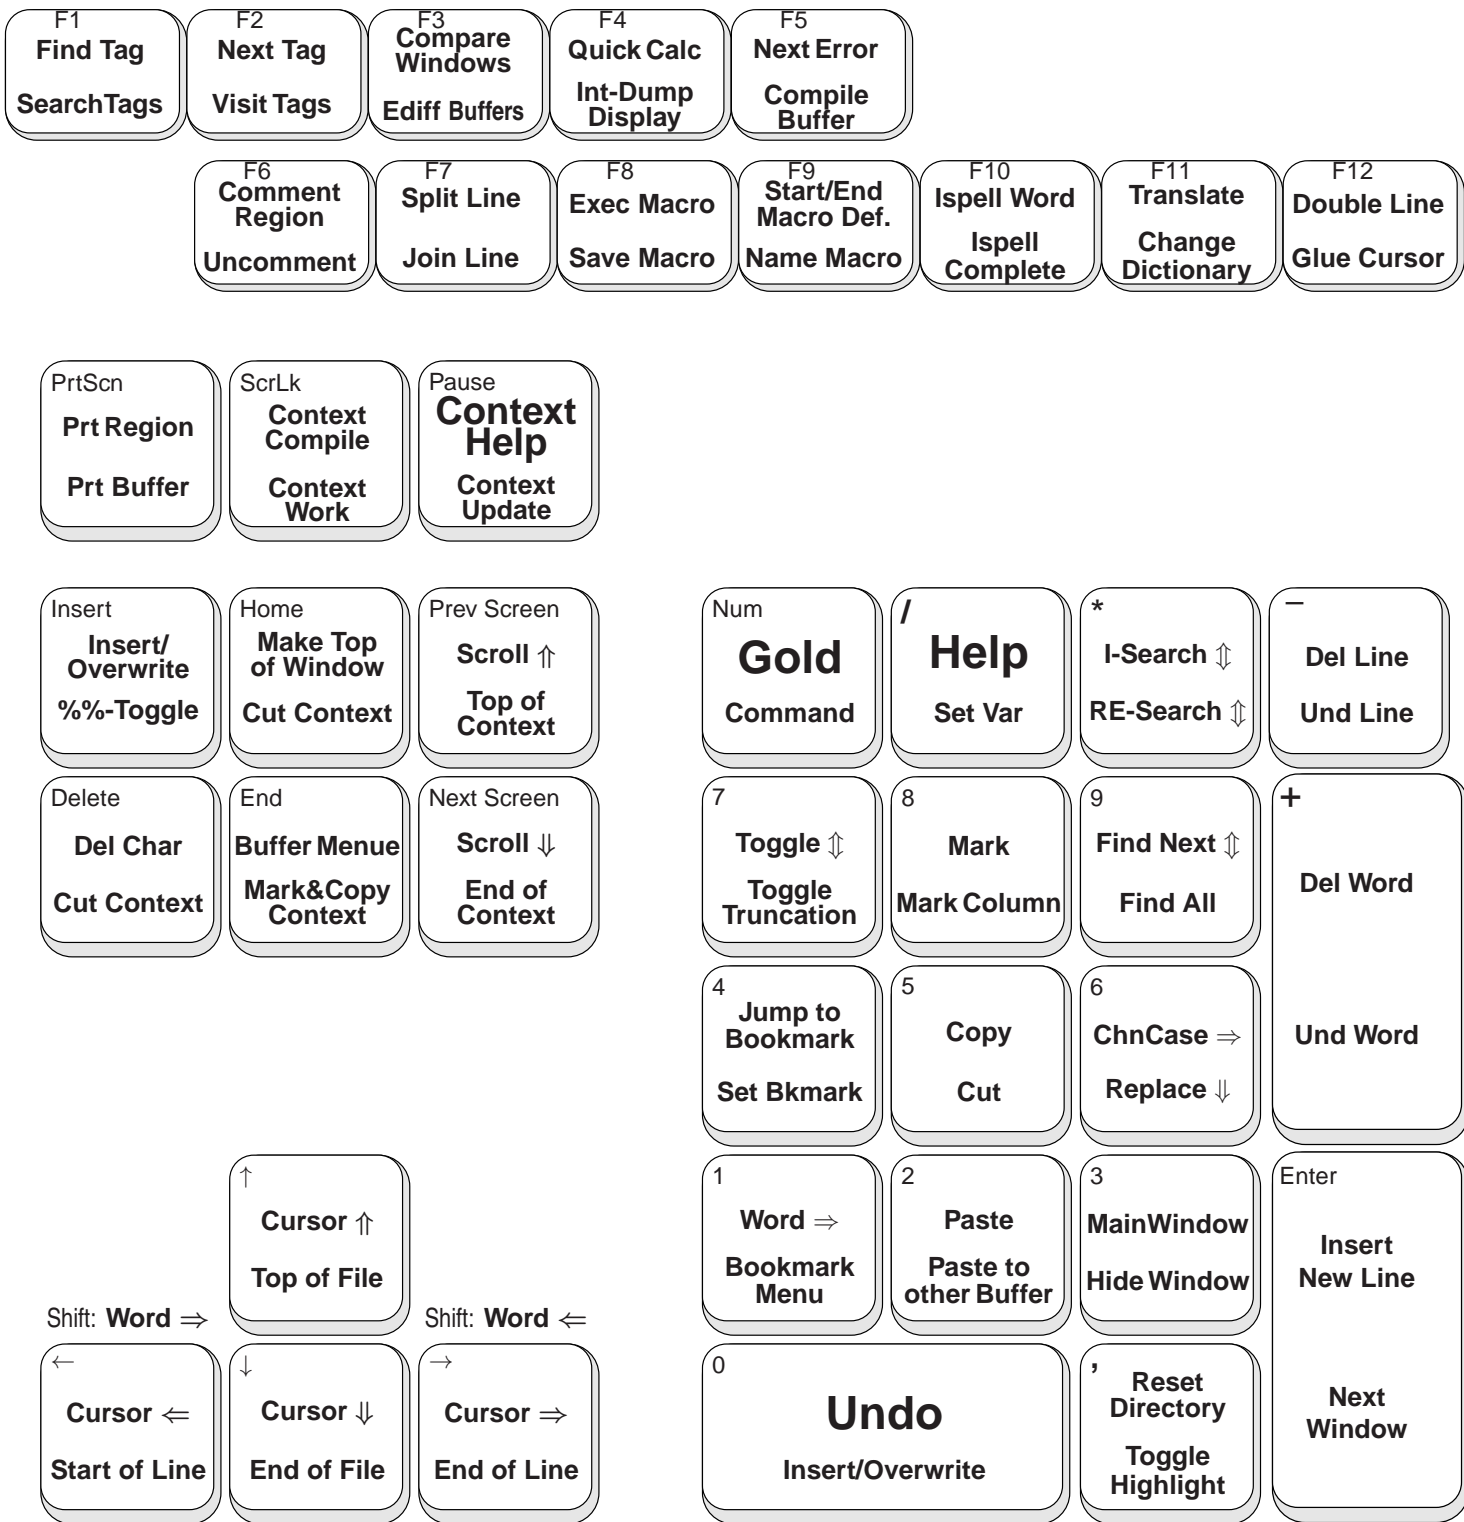 F1
Find Tag
SearchTags
F2
Next Tag
Visit Tags
F3
Compare
Windows
Ediff Buffers
F4
Quick Calc
Int-Dump
Display
F5
Next Error
Compile
Buffer
F6
Comment
Region
Uncomment
F7
Split Line
Join Line
F8
Exec Macro
Save Macro
F9
Start/End
Macro Def.
Name Macro
F10
Ispell Word
Ispell
Complete
F11
Translate
Change
Dictionary
F12
Double Line
Glue Cursor
PrtScn
Prt Region
Prt Buffer
ScrLk
Context
Compile
Context
Work
Pause
Context
Help
Context
Update
Insert
Insert/
Overwrite
%%-Toggle
Home
Make Top
of Window
Cut Context
Prev Screen
Scroll ⇑
Top of
Context
Num
Gold
Command
/
Help
Set Var
*
I-Search ⇕
RE-Search ⇕
−
Del Line
Und Line
Delete
Del Char
Cut Context
End
Buffer Menue
Mark&Copy
Context
Next Screen
Scroll ⇓
End of
Context
7
Toggle ⇕
Toggle
Truncation
8
Mark
Mark Column
9
Find Next ⇕
Find All
+
Del Word
Und Word
4
Jump to
Bookmark
Set Bkmark
5
Copy
Cut
6
ChnCase ⇒
Replace ⇓
↑
Cursor ⇑
Top of File
1
Word ⇒
Bookmark
Menu
2
Paste
Paste to
other Buffer
3
MainWindow
Hide Window
Enter
Insert
New Line
Next
Window
Shift: Word ⇒
Shift: Word ⇐
←
Cursor ⇐
Start of Line
↓
Cursor ⇓
End of File
→
Cursor ⇒
End of Line
0
Undo
Insert/Overwrite
,
Reset
Directory
Toggle
Highlight